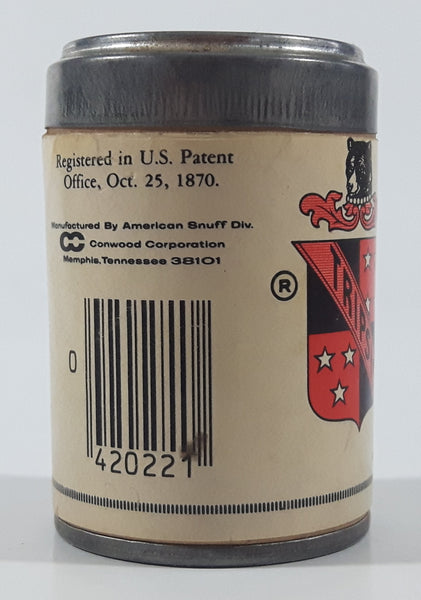 Registered in U.S. Patent
Office, Oct. 25, 1870.
Manufactured By American Snuff Div.
CC Conwood Corporation
Memphis, Tennessee 38101
®
0
420221